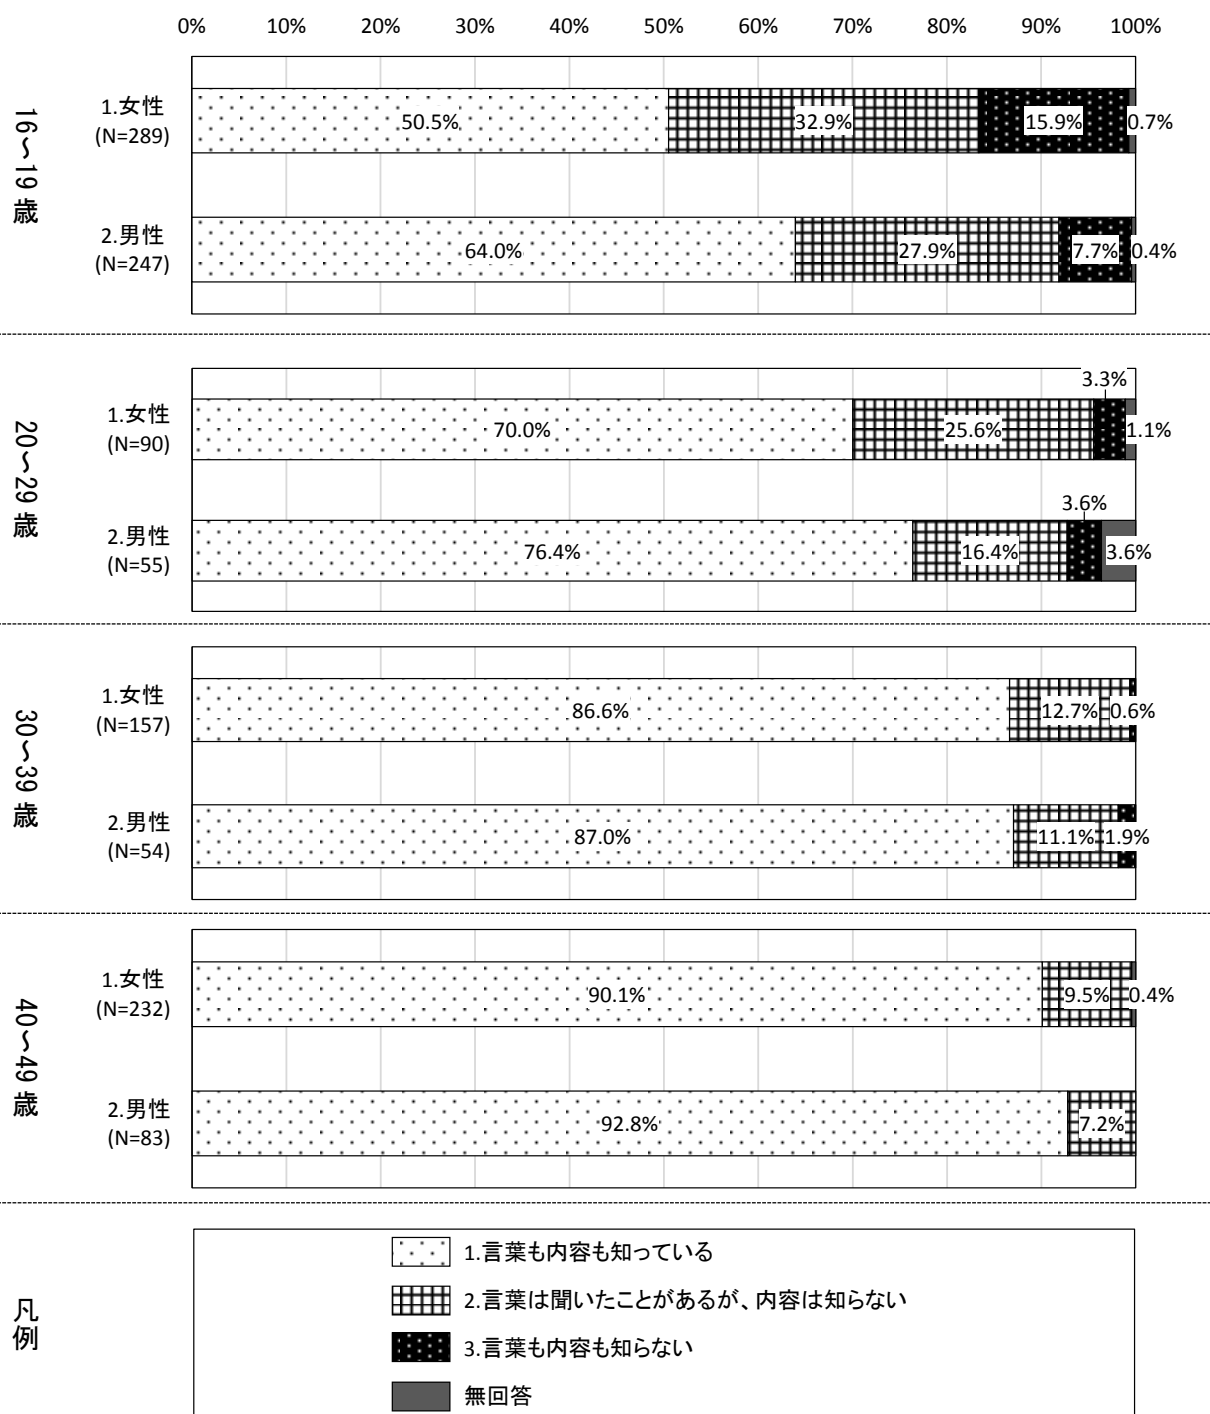 0% 10% 20% 30% 40% 50% 60% 70% 80% 90% 100%
16～19歳
1.女性
(N=289)
50.5% 32.9% 15.9% 0.7%
2.男性
(N=247)
64.0% 27.9% 7.7% 0.4%
20～29歳
3.3%
1.女性
(N=90)
70.0% 25.6% 1.1%
3.6%
2.男性
(N=55)
76.4% 16.4% 3.6%
30～39歳
1.女性
(N=157)
86.6% 12.7% 0.6%
2.男性
(N=54)
87.0% 11.1% 1.9%
40～49歳
1.女性
(N=232)
90.1% 9.5% 0.4%
2.男性
(N=83)
92.8% 7.2%
凡例
1.言葉も内容も知っている
2.言葉は聞いたことがあるが、内容は知らない
3.言葉も内容も知らない
無回答